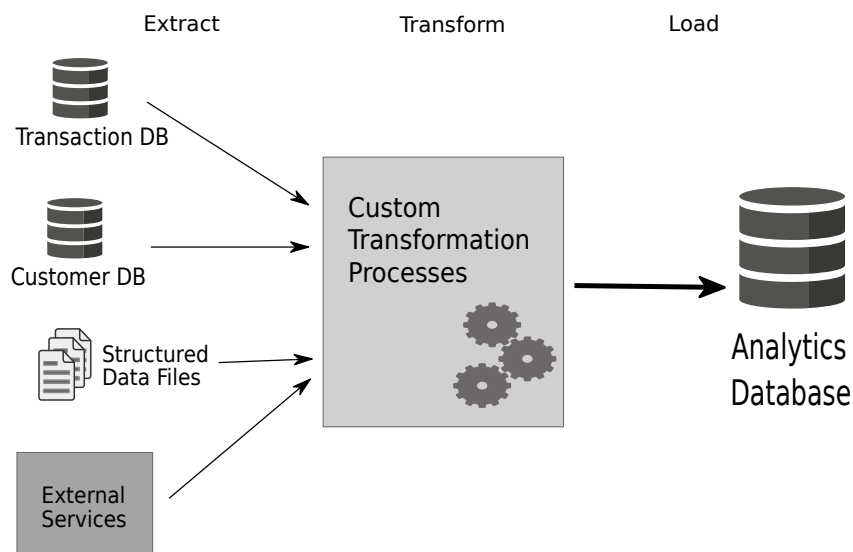 Extract
Transform
Load
Transaction DB
Customer DB
Structured
Data Files
External
Services
Custom
Transformation
Processes
Analytics
Database